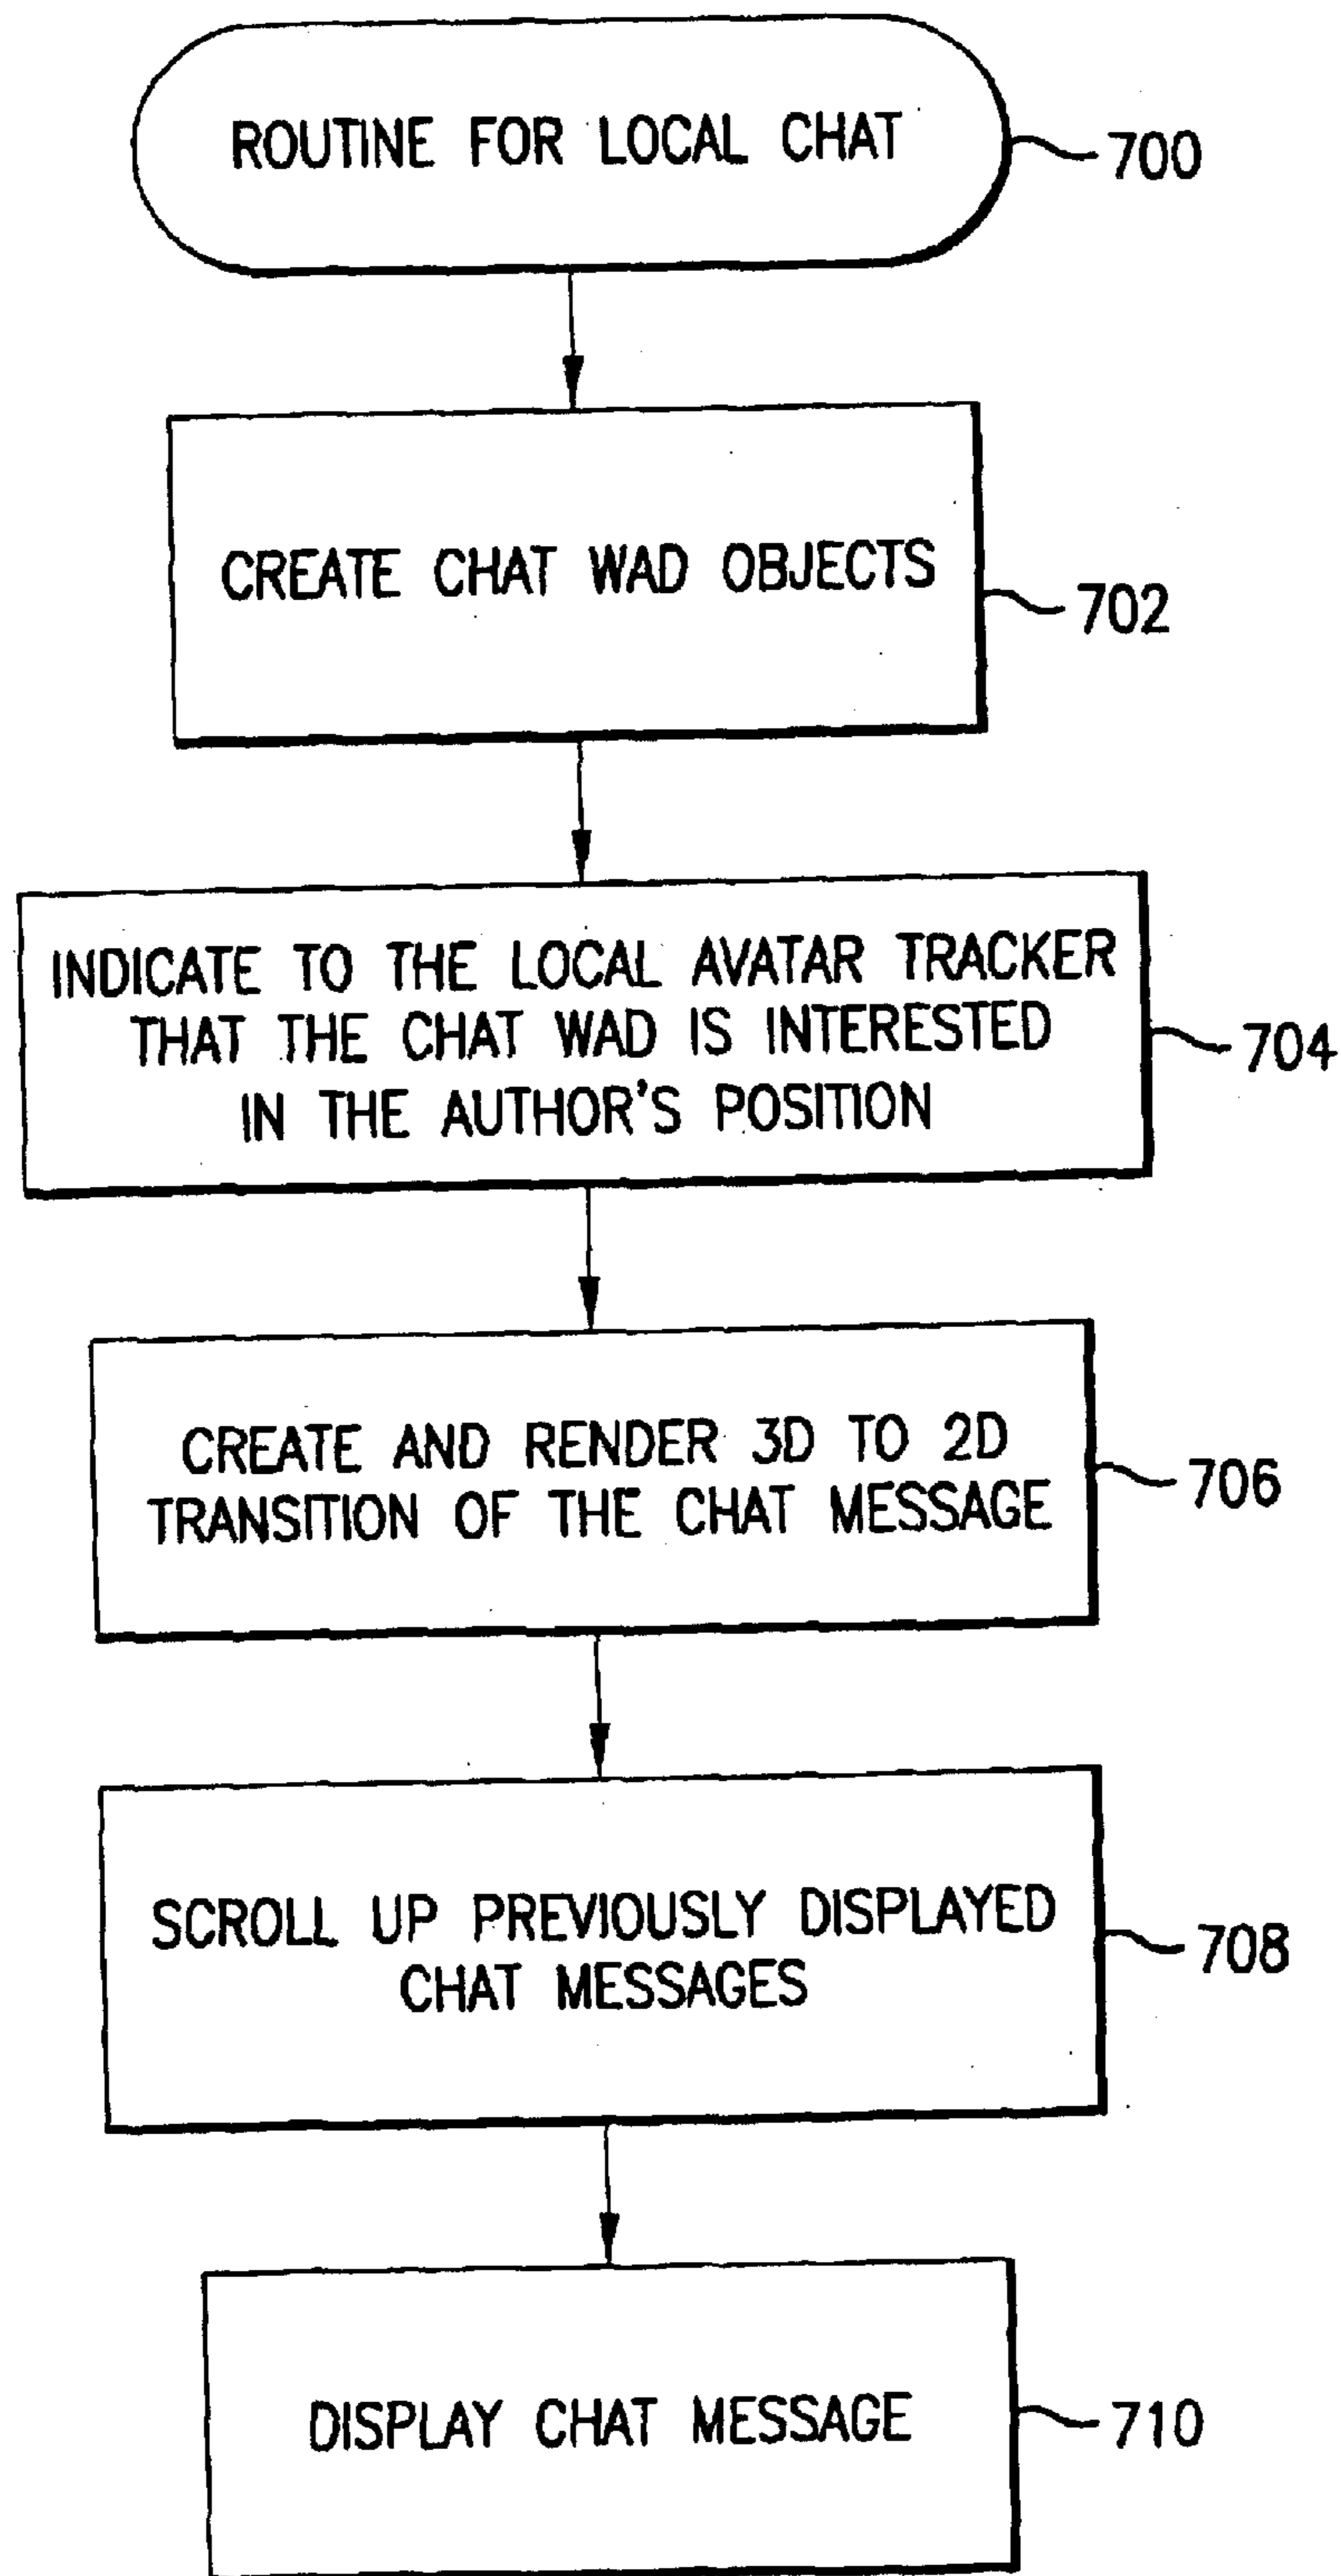 ROUTINE FOR LOCAL CHAT
700
CREATE CHAT WAD OBJECTS
702
INDICATE TO THE LOCAL AVATAR TRACKER
THAT THE CHAT WAD IS INTERESTED
IN THE AUTHOR'S POSITION
704
CREATE AND RENDER 3D TO 2D
TRANSITION OF THE CHAT MESSAGE
706
SCROLL UP PREVIOUSLY DISPLAYED
CHAT MESSAGES
708
DISPLAY CHAT MESSAGE
710